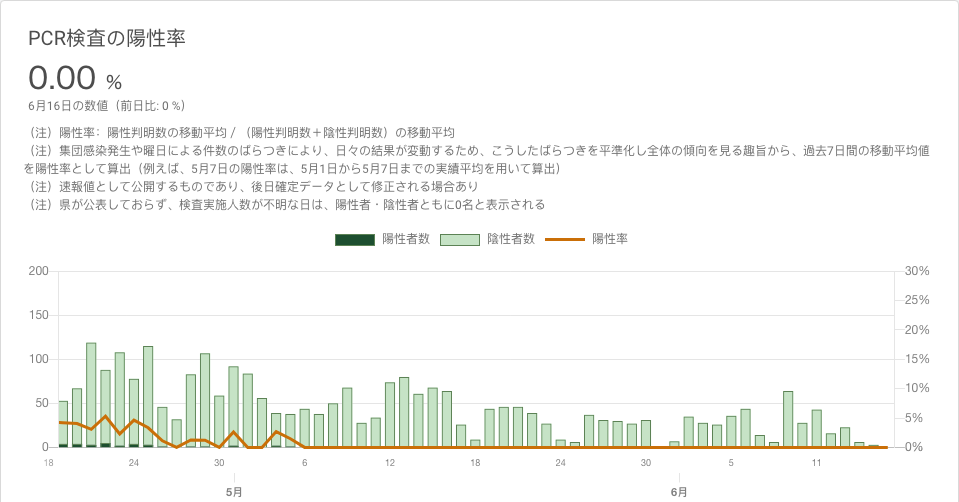 PCR検査の陽性率
0.00 %
6月16日の数値（前日比: 0 %）
（注）陽性率：陽性判明数の移動平均 / （陽性判明数＋陰性判明数）の移動平均
（注）集団感染発生や曜日による件数のばらつきにより、日々の結果が変動するため、こうしたばらつきを平準化し全体の傾向を見る趣旨から、過去7日間の移動平均値
を陽性率として算出（例えば、5月7日の陽性率は、5月1日から5月7日までの実績平均を用いて算出）
（注）速報値として公開するものであり、後日確定データとして修正される場合あり
（注）県が公表しておらず、検査実施人数が不明な日は、陽性者・陰性者ともに0名と表示される
陽性者数 陰性者数 陽性率
200 30%
25%
150 20%
100 15%
10%
50 5%
0 0%
18 24 30 6 12 18 24 30 5 11
5月 6月